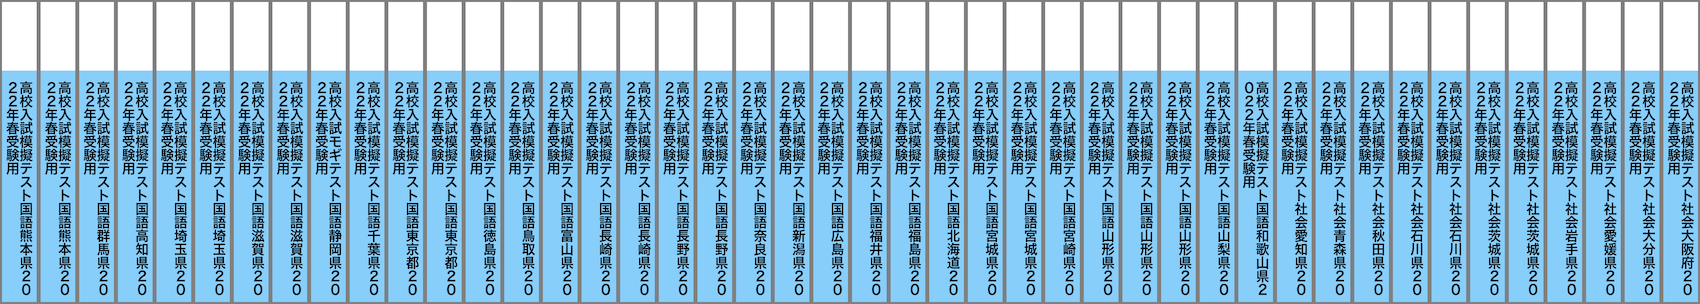 高校入試模擬テスト国語熊本県２０
２２年春受験用
高校入試模擬テスト国語熊本県２０
２２年春受験用
高校入試模擬テスト国語群馬県２０
２２年春受験用
高校入試模擬テスト国語高知県２０
２２年春受験用
高校入試模擬テスト国語埼玉県２０
２２年春受験用
高校入試模擬テスト国語埼玉県２０
２２年春受験用
高校入試模擬テスト国語滋賀県２０
２２年春受験用
高校入試模擬テスト国語滋賀県２０
２２年春受験用
高校入試モギテスト国語静岡県２０
２２年春受験用
高校入試模擬テスト国語千葉県２０
２２年春受験用
高校入試模擬テスト国語東京都２０
２２年春受験用
高校入試模擬テスト国語東京都２０
２２年春受験用
高校入試模擬テスト国語徳島県２０
２２年春受験用
高校入試模擬テスト国語鳥取県２０
２２年春受験用
高校入試模擬テスト国語富山県２０
２２年春受験用
高校入試模擬テスト国語長崎県２０
２２年春受験用
高校入試模擬テスト国語長崎県２０
２２年春受験用
高校入試模擬テスト国語長野県２０
２２年春受験用
高校入試模擬テスト国語長野県２０
２２年春受験用
高校入試模擬テスト国語奈良県２０
２２年春受験用
高校入試模擬テスト国語新潟県２０
２２年春受験用
高校入試模擬テスト国語広島県２０
２２年春受験用
高校入試模擬テスト国語福井県２０
２２年春受験用
高校入試模擬テスト国語福島県２０
２２年春受験用
高校入試模擬テスト国語北海道２０
２２年春受験用
高校入試模擬テスト国語宮城県２０
２２年春受験用
高校入試模擬テスト国語宮城県２０
２２年春受験用
高校入試模擬テスト国語宮崎県２０
２２年春受験用
高校入試模擬テスト国語山形県２０
２２年春受験用
高校入試模擬テスト国語山形県２０
２２年春受験用
高校入試模擬テスト国語山形県２０
２２年春受験用
高校入試模擬テスト国語山梨県２０
２２年春受験用
高校入試模擬テスト国語和歌山県２
０２２年春受験用
高校入試模擬テスト社会愛知県２０
２２年春受験用
高校入試模擬テスト社会青森県２０
２２年春受験用
高校入試模擬テスト社会秋田県２０
２２年春受験用
高校入試模擬テスト社会石川県２０
２２年春受験用
高校入試模擬テスト社会石川県２０
２２年春受験用
高校入試模擬テスト社会茨城県２０
２２年春受験用
高校入試模擬テスト社会茨城県２０
２２年春受験用
高校入試模擬テスト社会岩手県２０
２２年春受験用
高校入試模擬テスト社会愛媛県２０
２２年春受験用
高校入試模擬テスト社会大分県２０
２２年春受験用
高校入試模擬テスト社会大阪府２０
２２年春受験用